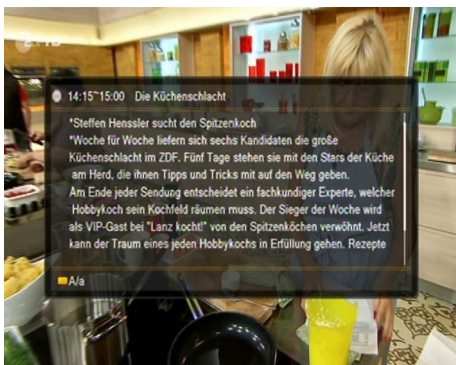 14:15~15:00 Die Küchenschlacht
*Steffen Henssler sucht den Spitzenkoch
*Woche für Woche liefern sich sechs Kandidaten die große
Küchenschlacht im ZDF. Fünf Tage stehen sie mit den Stars der Küche
am Herd, die ihnen Tipps und Tricks mit auf den Weg geben.
Am Ende jeder Sendung entscheidet ein fachkundiger Experte, welcher
Hobbykoch sein Kochfeld räumen muss. Der Sieger der Woche wird
als VIP-Gast bei "Lanz kocht!" von den Spitzenköchen verwöhnt. Jetzt
kann der Traum eines jeden Hobbykochs in Erfüllung gehen. Rezepte
A/a